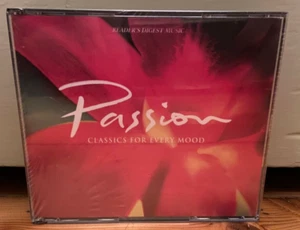 READER'S DIGEST MUSIC
Passion
CLASSICS FOR EVERY MOOD